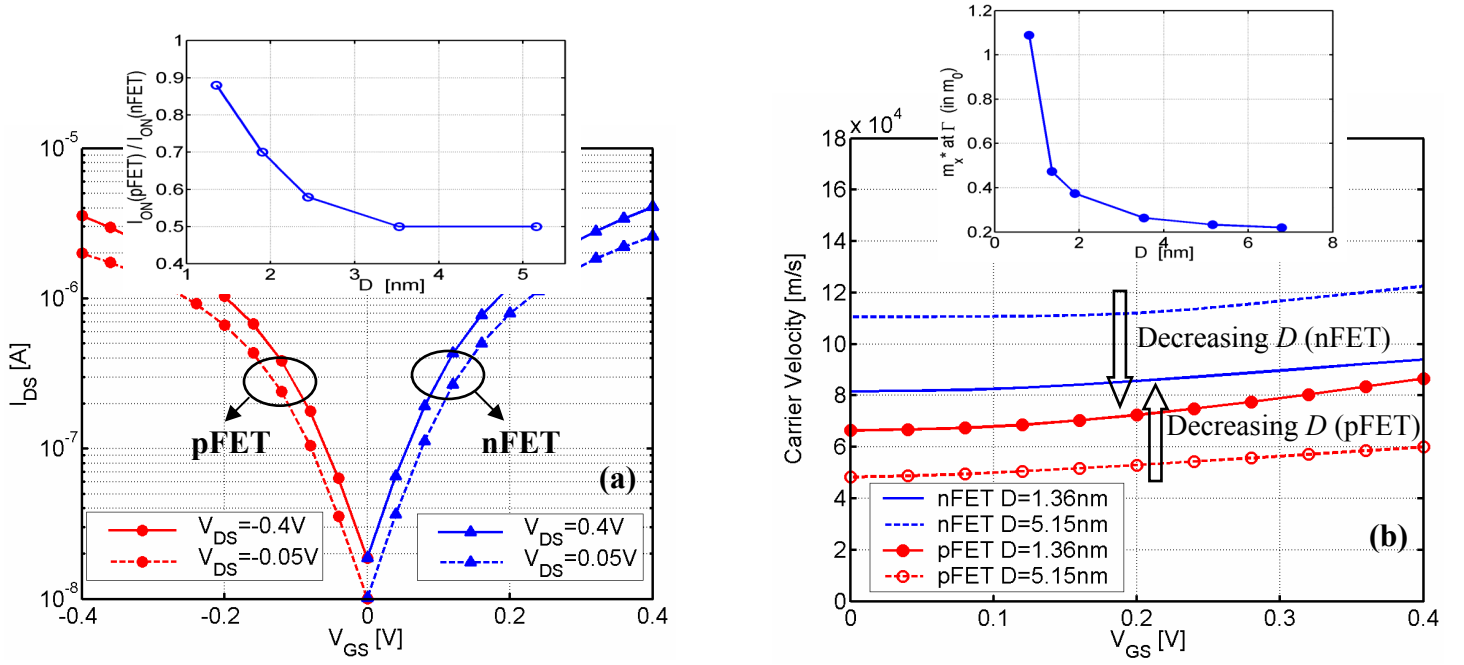 1
0.9
0.8
0.7
0.6
0.5
0.4
I_ON(pFET) / I_ON(nFET)
1 2 3 4 5
D [nm]
10^-5
10^-6
10^-7
10^-8
I_DS [A]
pFET
nFET
(a)
V_DS=-0.4V
V_DS=-0.05V
V_DS=0.4V
V_DS=0.05V
-0.4 -0.2 0 0.2 0.4
V_GS [V]
1.2
1
0.8
0.6
0.4
0.2
m_x* at Γ (in m_0)
0 2 4 6 8
D [nm]
x 10^4
18
16
14
12
10
8
6
4
2
0
Carrier Velocity [m/s]
Decreasing D (nFET)
Decreasing D (pFET)
nFET D=1.36nm
nFET D=5.15nm
pFET D=1.36nm
pFET D=5.15nm
(b)
0 0.1 0.2 0.3 0.4
V_GS [V]